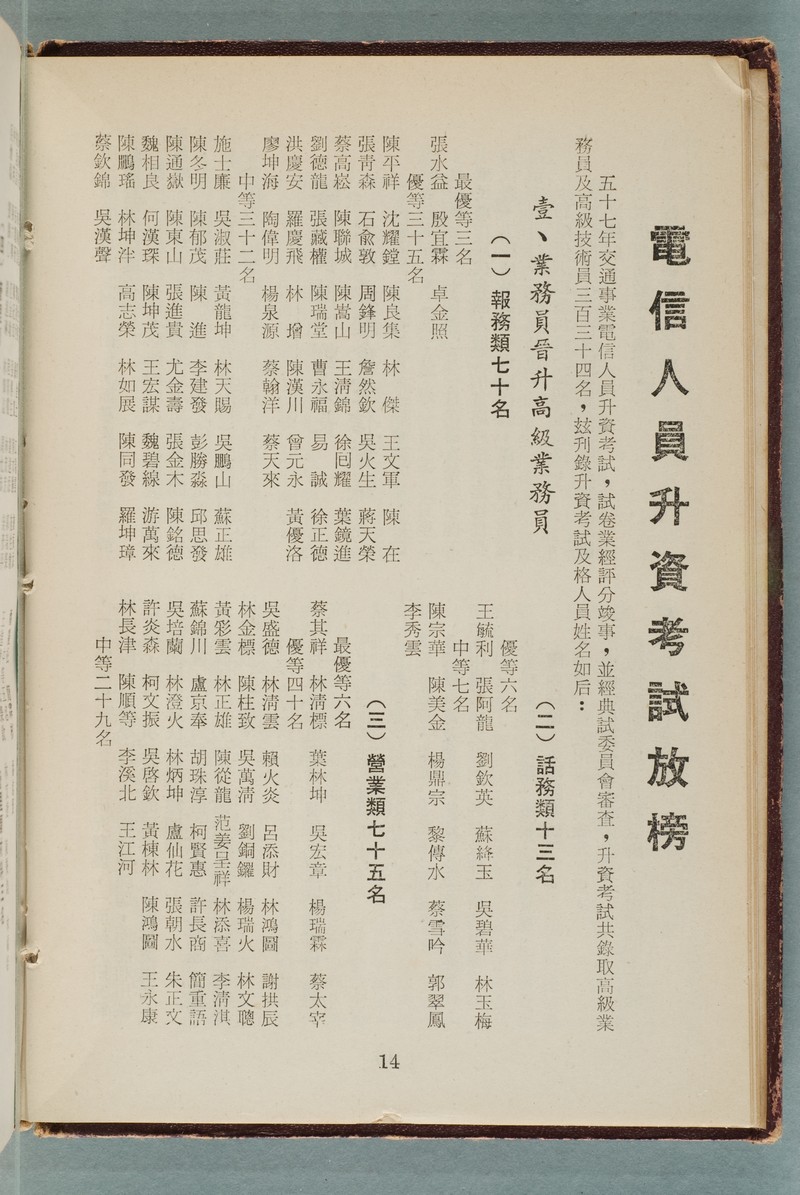 電信人員升資考試放榜
五十七年交通事業電信人員升資考試，試卷業經評分竣事，並經典試委員會審查，升資考試共錄取高級業
務員及高級技術員三百三十四名，玆刋錄升資考試及格人員姓名如后：
壹、業務員晉升高級業務員
（一）報務類七十名
最優等三名
張水益 殷宜霖 卓金照
優等三十五名
陳平祥 沈耀鏜 陳良集 林　傑 王文軍 陳　在
張靑森 石兪敦 周鋒明 詹然欽 吳火生 蔣天榮
蔡高崧 陳聯城 陳嵩山 王淸錦 徐囘耀 葉鏡進
劉德龍 張藏權 陳瑞堂 曹永福 易　誠 徐正德
洪慶安 羅慶飛 林　增 陳漢川 曾元永 黃優洛
廖坤海 陶偉明 楊泉源 蔡翰洋 蔡天來
中等三十二名
施士廉 吳淑莊 黃龍坤 林天賜 吳鵬山 蘇正雄
陳冬明 陳郁茂 陳　進 李建發 彭勝淼 邱思發
陳通嶽 陳東山 張進貴 尤金壽 張金木 陳銘德
魏相良 何漢琛 陳坤茂 王宏謀 魏碧線 游萬來
陳鵬瑤 林坤泮 高志榮 林如展 陳同發 羅坤璋
蔡欽錦 吳漢聲
（二）話務類十三名
優等六名
王毓利 張阿龍 劉欽英 蘇絳玉 吳碧華 林玉梅
中等七名
陳宗華 陳美金 楊鼎宗 黎傳水 蔡雪吟 郭翠鳳
李秀雲
（三）營業類七十五名
最優等六名
蔡其祥 林淸標 葉林坤 吳宏章 楊瑞霖 蔡太宰
優等四十名
吳盛德 林淸雲 賴火炎 呂添財 林鴻圖 謝拱辰
林金標 陳柱致 吳萬淸 劉銅鑼 楊瑞火 林文聰
黃彩雲 林正雄 陳從龍 范姜呈祥 林添喜 李淸淇
蘇錦川 盧京奉 胡珠淳 柯賢惠 許長商 簡重語
吳培蘭 林澄火 林炳坤 盧仙花 張朝水 朱正文
許炎森 柯文振 吳啓欽 黃棟林 陳鴻圖 王永康
林長津 陳順等 李溪北 王江河
中等二十九名
14